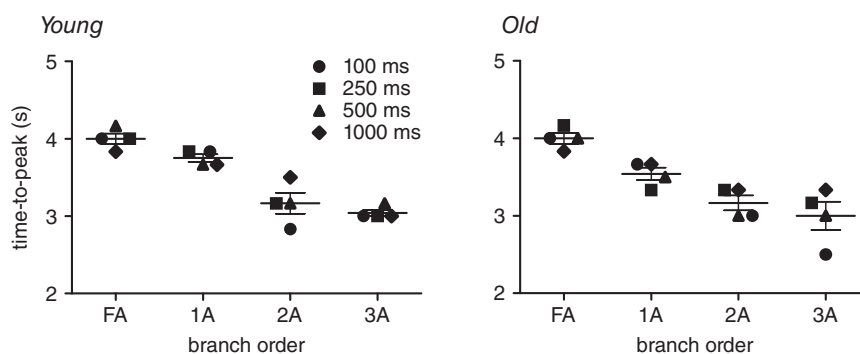 Young
5
4
3
2
time-to-peak (s)
100 ms
250 ms
500 ms
1000 ms
FA 1A 2A 3A
branch order
Old
5
4
3
2
FA 1A 2A 3A
branch order